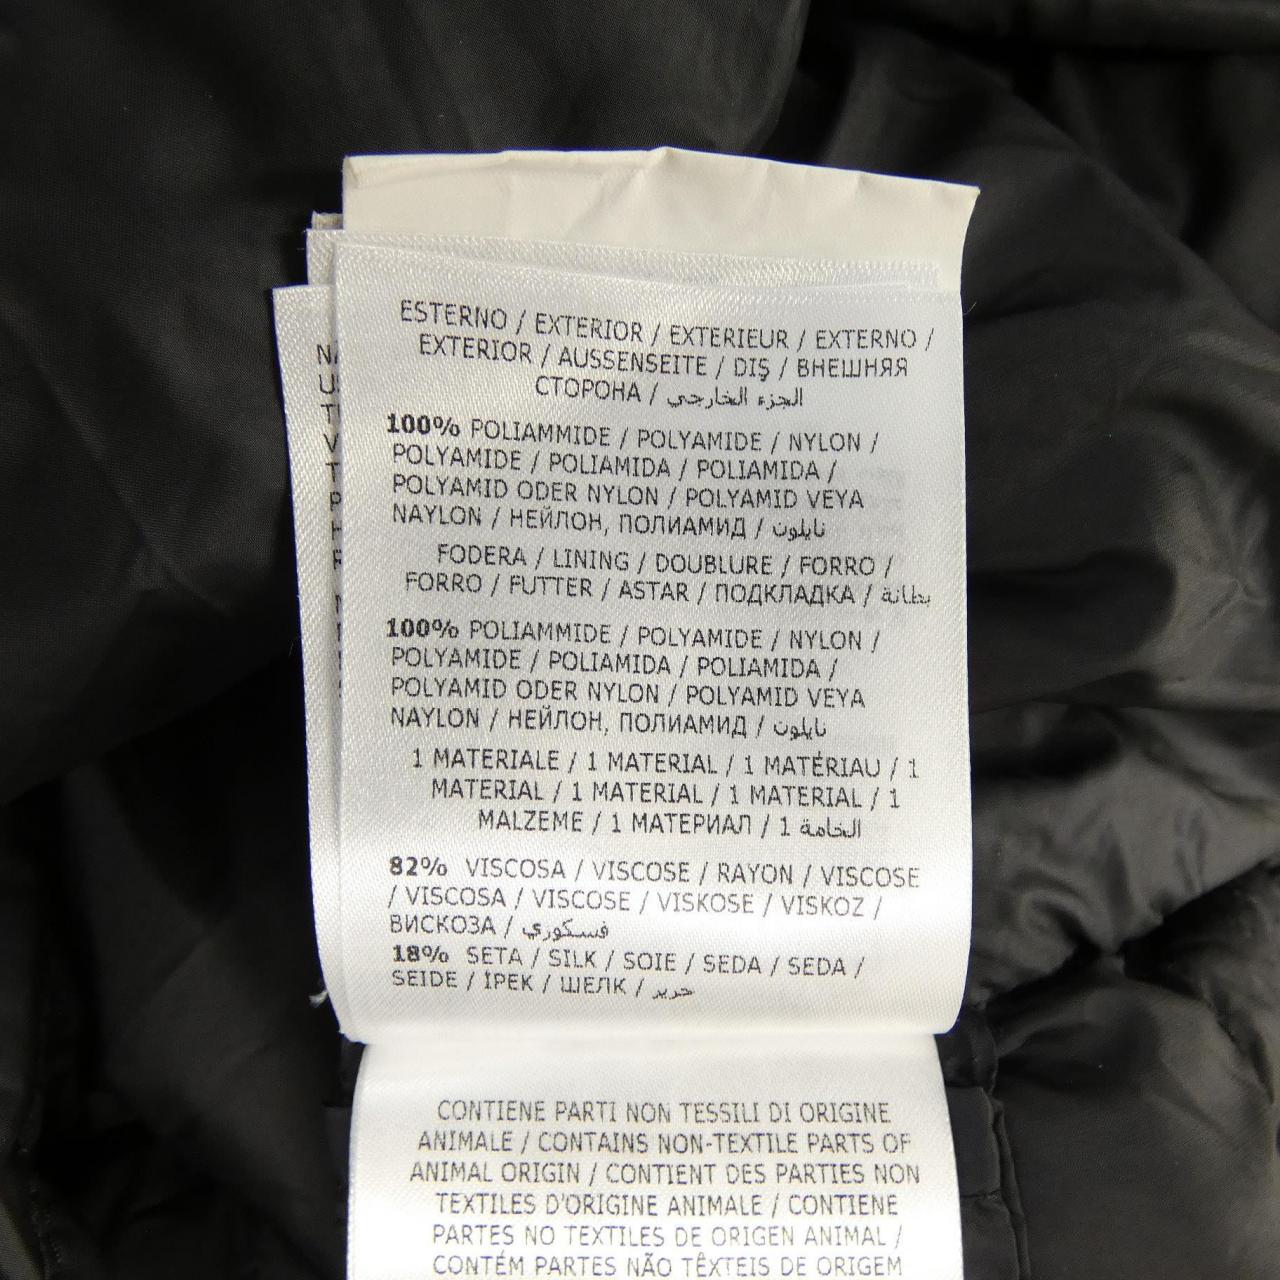 ESTERNO / EXTERIOR / EXTERIEUR / EXTERNO /
EXTERIOR / AUSSENSEITE / DIŞ / ВНЕШНЯЯ
СТОРОНА / الجزء الخارجي
100% POLIAMMIDE / POLYAMIDE / NYLON /
POLYAMIDE / POLIAMIDA / POLIAMIDA /
POLYAMID ODER NYLON / POLYAMID VEYA
NAYLON / НЕЙЛОН, ПОЛИАМИД / نايلون
FODERA / LINING / DOUBLURE / FORRO /
FORRO / FUTTER / ASTAR / ПОДКЛАДКА / بطانة
100% POLIAMMIDE / POLYAMIDE / NYLON /
POLYAMIDE / POLIAMIDA / POLIAMIDA /
POLYAMID ODER NYLON / POLYAMID VEYA
NAYLON / НЕЙЛОН, ПОЛИАМИД / نايلون
1 MATERIALE / 1 MATERIAL / 1 MATÉRIAU / 1
MATERIAL / 1 MATERIAL / 1 MATERIAL / 1
MALZEME / 1 МАТЕРИАЛ / 1 الخامة
82% VISCOSA / VISCOSE / RAYON / VISCOSE
/ VISCOSA / VISCOSE / VISKOSE / VISKOZ /
ВИСКОЗА / فسكوزي
18% SETA / SILK / SOIE / SEDA / SEDA /
SEIDE / İPEK / ШЕЛК / حرير
CONTIENE PARTI NON TESSILI DI ORIGINE
ANIMALE / CONTAINS NON-TEXTILE PARTS OF
ANIMAL ORIGIN / CONTIENT DES PARTIES NON
TEXTILES D'ORIGINE ANIMALE / CONTIENE
PARTES NO TEXTILES DE ORIGEN ANIMAL /
CONTÉM PARTES NÃO TÊXTEIS DE ORIGEM